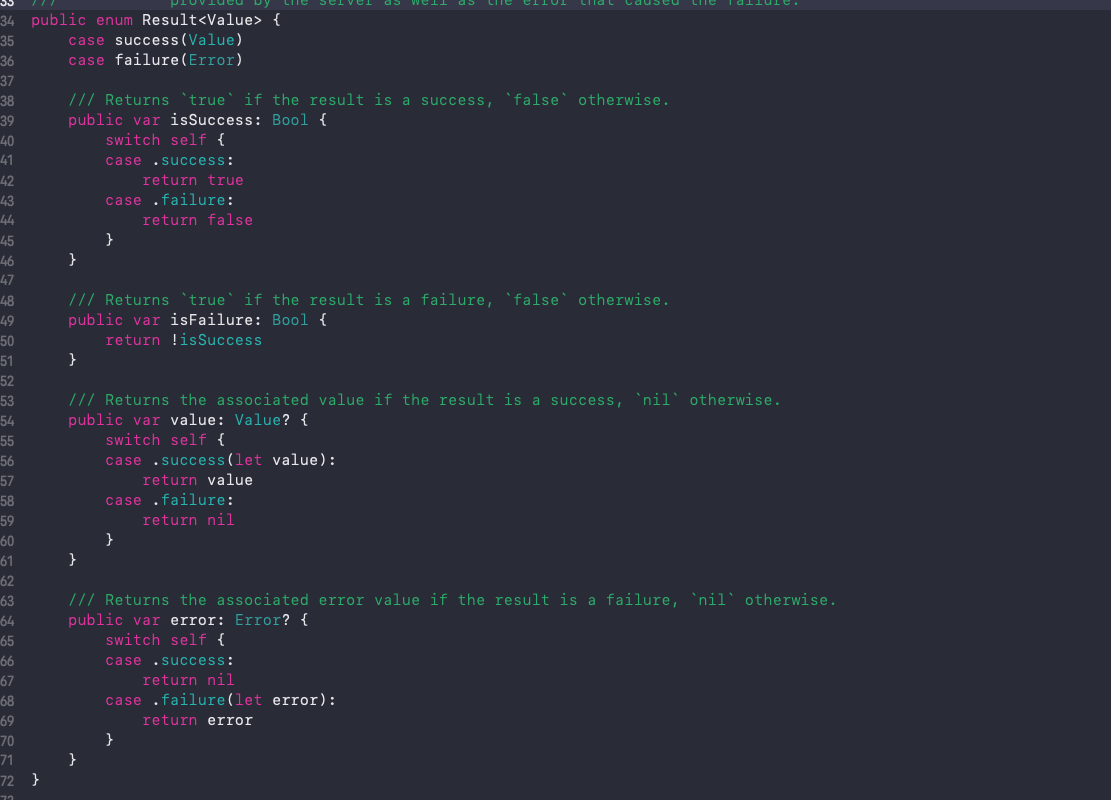 33 ///            provided by the server as well as the error that caused the failure.
34 public enum Result<Value> {
35     case success(Value)
36     case failure(Error)
37
38     /// Returns `true` if the result is a success, `false` otherwise.
39     public var isSuccess: Bool {
40         switch self {
41         case .success:
42             return true
43         case .failure:
44             return false
45         }
46     }
47
48     /// Returns `true` if the result is a failure, `false` otherwise.
49     public var isFailure: Bool {
50         return !isSuccess
51     }
52
53     /// Returns the associated value if the result is a success, `nil` otherwise.
54     public var value: Value? {
55         switch self {
56         case .success(let value):
57             return value
58         case .failure:
59             return nil
60         }
61     }
62
63     /// Returns the associated error value if the result is a failure, `nil` otherwise.
64     public var error: Error? {
65         switch self {
66         case .success:
67             return nil
68         case .failure(let error):
69             return error
70         }
71     }
72 }
73